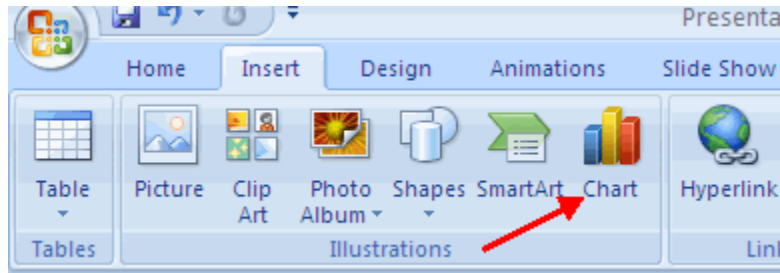 Presenta
Home Insert Design Animations Slide Show
Table Picture Clip Art Photo Album Shapes SmartArt Chart Hyperlink
Tables Illustrations Lin